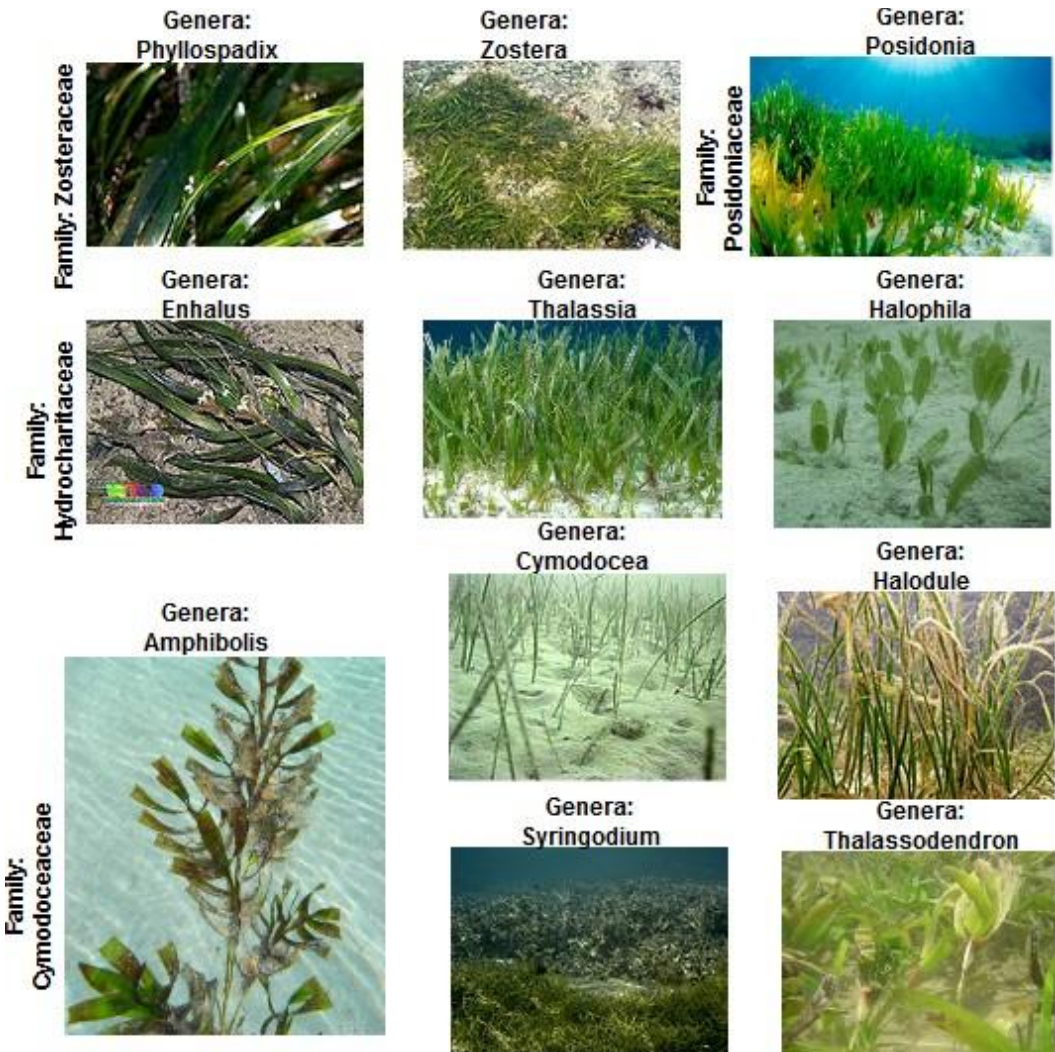 Genera:
Phyllospadix
Genera:
Zostera
Genera:
Posidonia
Family: Zosteraceae
Family:
Posidoniaceae
Genera:
Enhalus
Genera:
Thalassia
Genera:
Halophila
Family:
Hydrocharitaceae
Genera:
Cymodocea
Genera:
Halodule
Genera:
Amphibolis
Family:
Cymodoceaceae
Genera:
Syringodium
Genera:
Thalassodendron